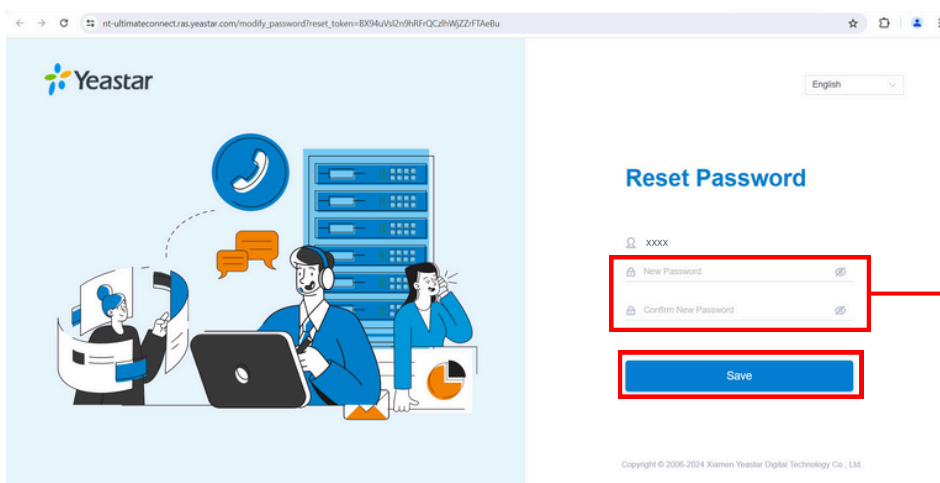 nt-ultimateconnect.ras.yeastar.com/modify_password?reset_token=BX94uVsI2n9hRFrQCzlhWjZZrFTAeBu
Yeastar
English
Reset Password
xxxx
New Password
Confirm New Password
Save
Copyright © 2006-2024 Xiamen Yeastar Digital Technology Co., Ltd.